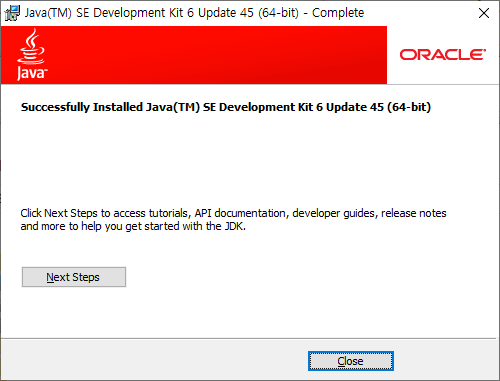 Java(TM) SE Development Kit 6 Update 45 (64-bit) - Complete
Java™
ORACLE®
Successfully Installed Java(TM) SE Development Kit 6 Update 45 (64-bit)
Click Next Steps to access tutorials, API documentation, developer guides, release notes
and more to help you get started with the JDK.
Next Steps
Close